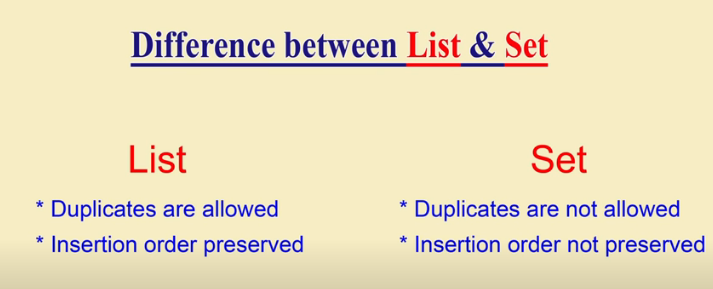 Difference between List & Set
List
* Duplicates are allowed
* Insertion order preserved
Set
* Duplicates are not allowed
* Insertion order not preserved